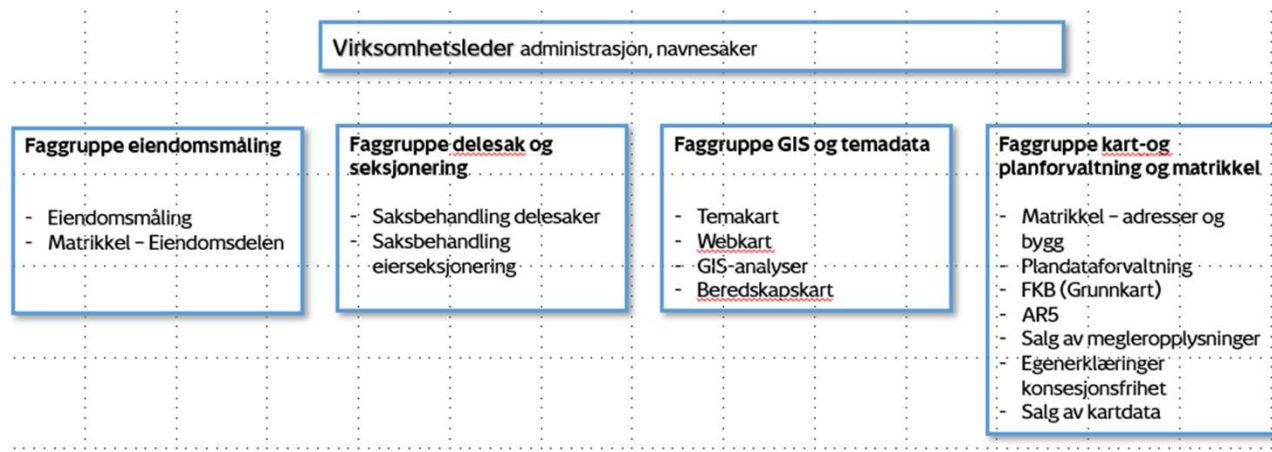 Virksomhetsleder administrasjon, navnesaker
Faggruppe eiendomsmåling
- Eiendomsmåling
- Matrikkel – Eiendomsdelen
Faggruppe delesak og
seksjonering
- Saksbehandling delesaker
- Saksbehandling
eierseksjonering
Faggruppe GIS og temadata
- Temakart
- Webkart
- GIS-analyser
- Beredskapskart
Faggruppe kart-og
planforvaltning og matrikkel
- Matrikkel – adresser og
bygg
- Plandataforvaltning
- FKB (Grunnkart)
- AR5
- Salg av megleropplysninger
- Egenerklæringer
konsesjonsfrihet
- Salg av kartdata